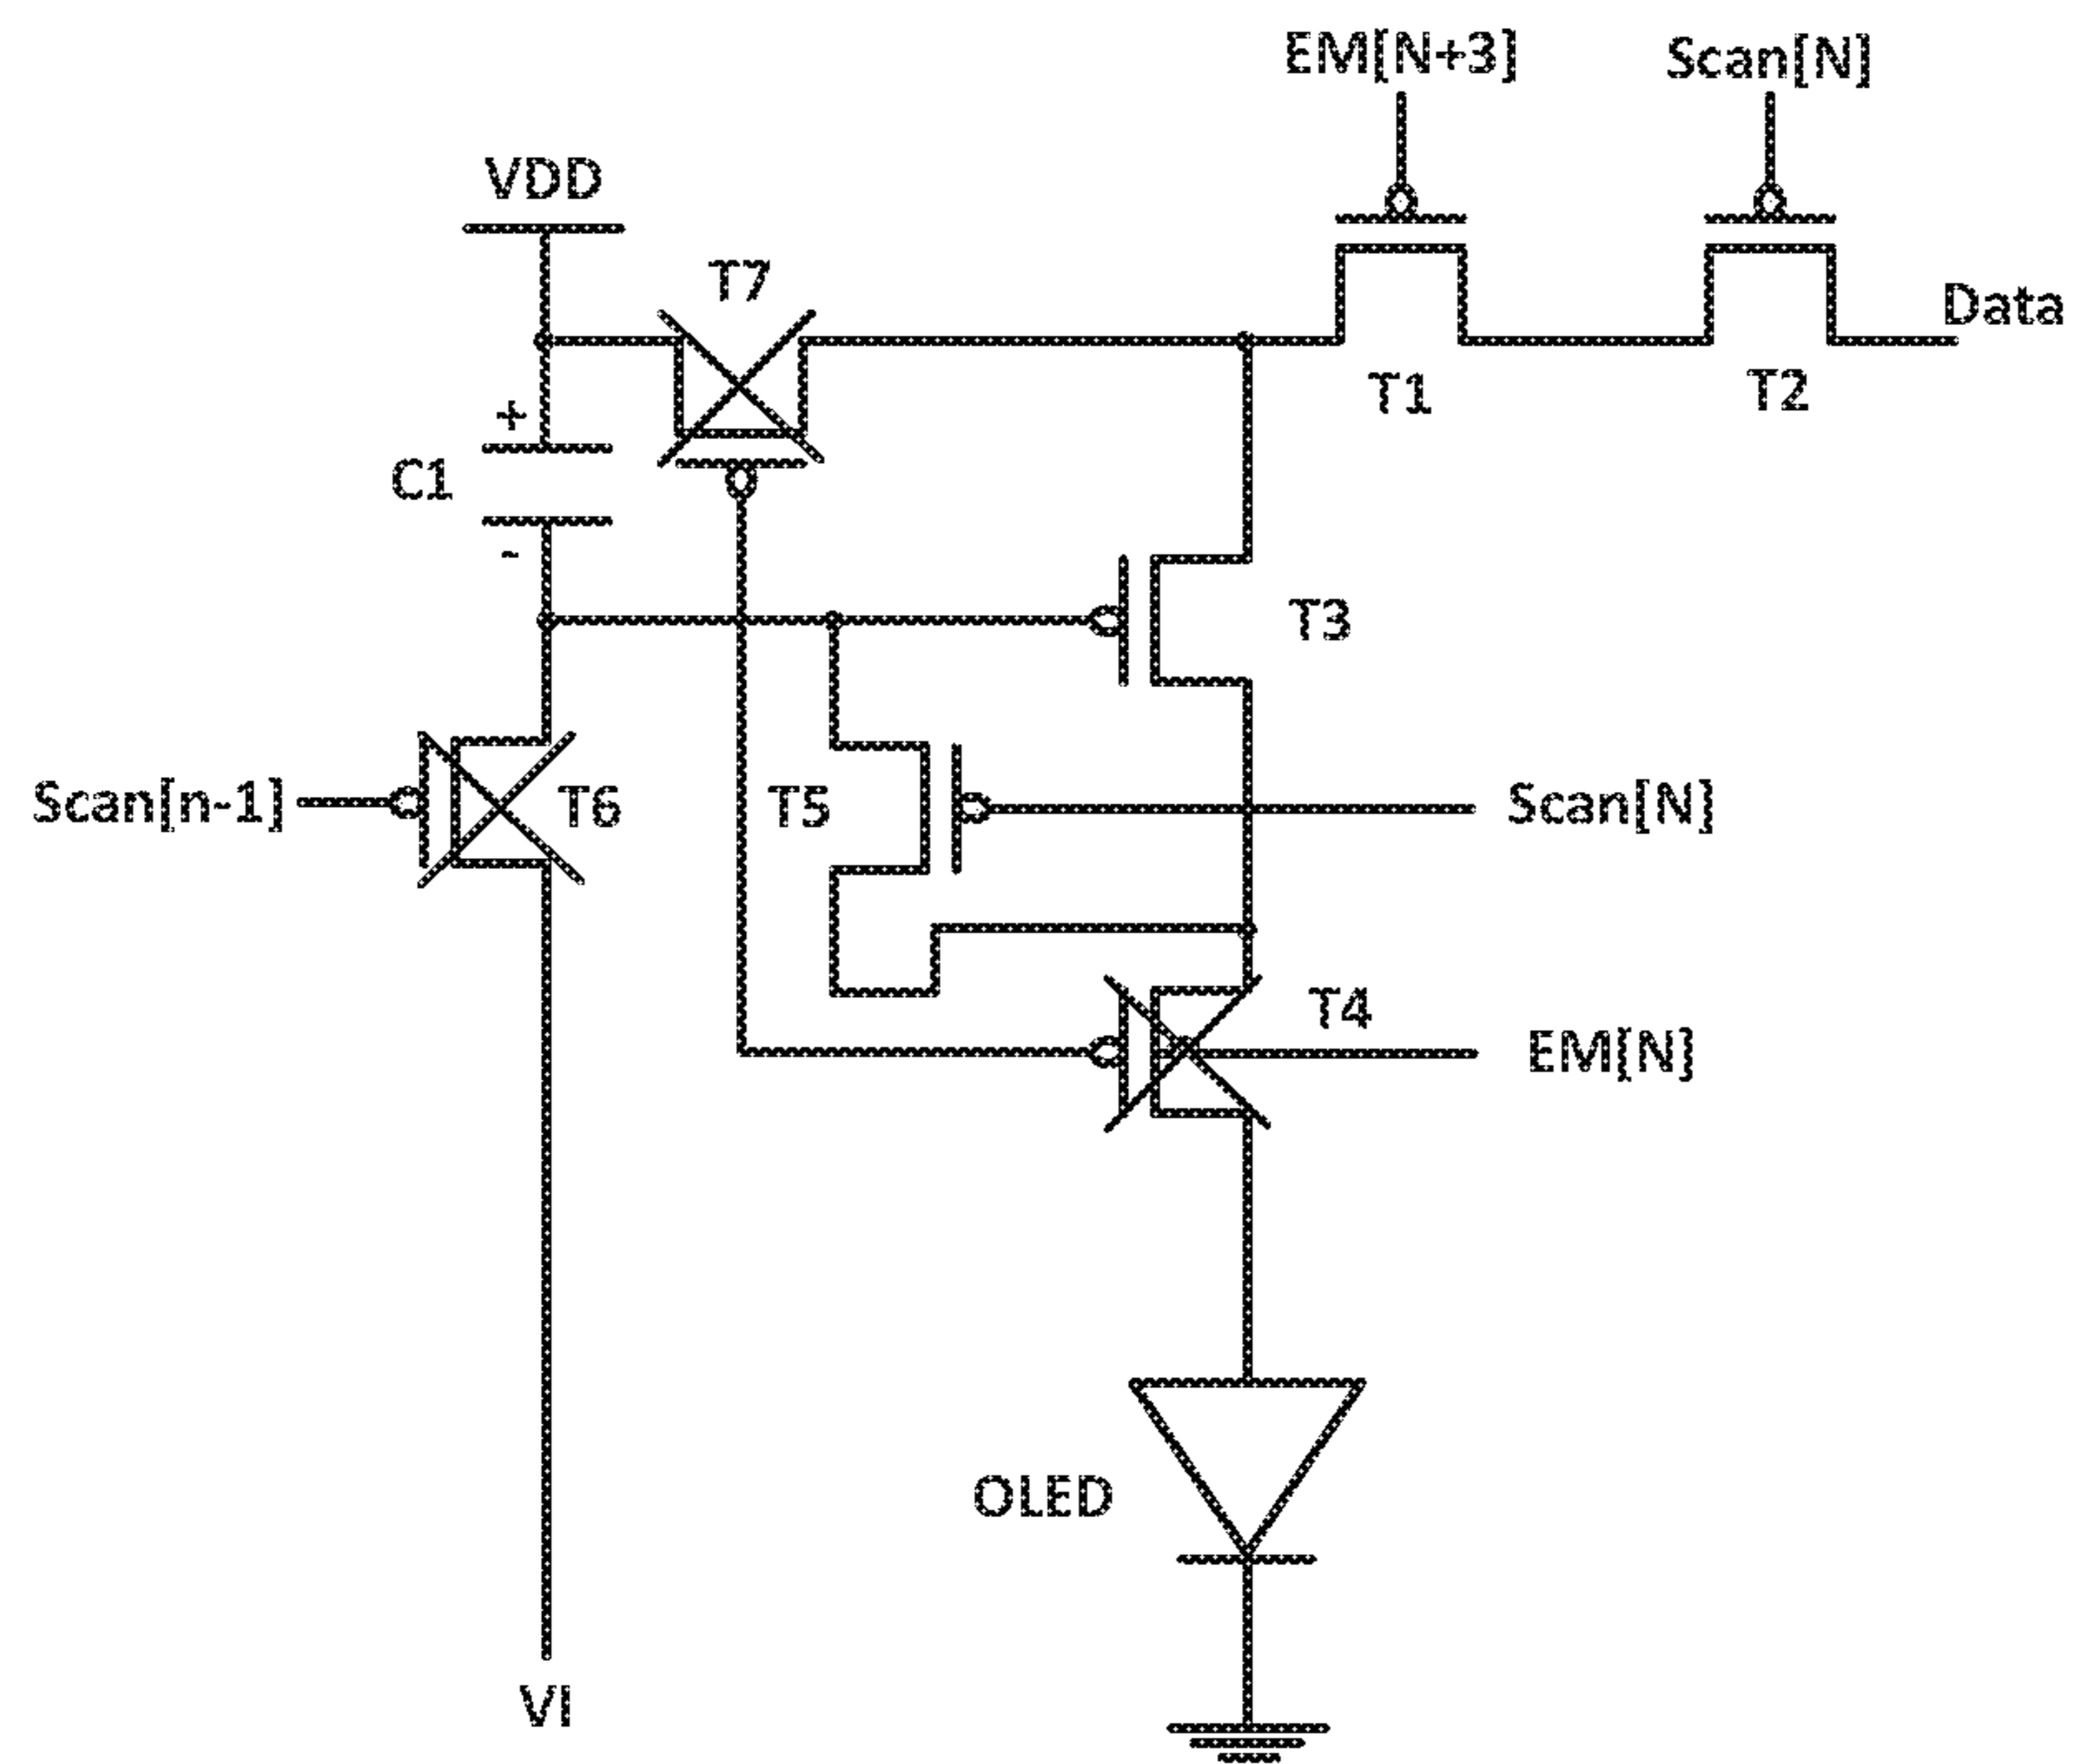 EM[N+3]
Scan[N]
VDD
T7
Data
T1
T2
+
C1
-
T3
Scan[n-1]
T6
T5
Scan[N]
T4
EM[N]
OLED
VI